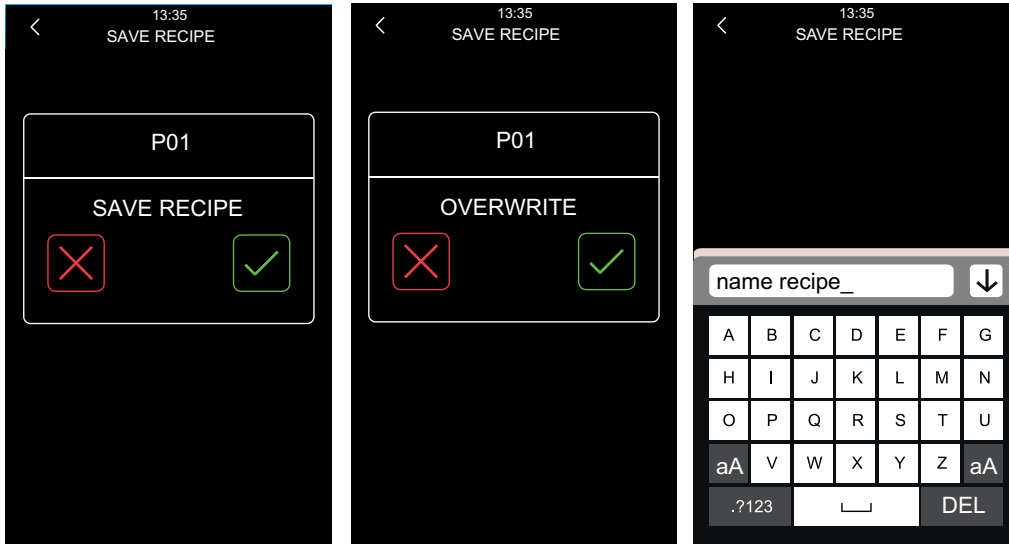 13:35
SAVE RECIPE
P01
SAVE RECIPE
13:35
SAVE RECIPE
P01
OVERWRITE
13:35
SAVE RECIPE
name recipe_
A B C D E F G
H I J K L M N
O P Q R S T U
aA V W X Y Z aA
.?123 DEL